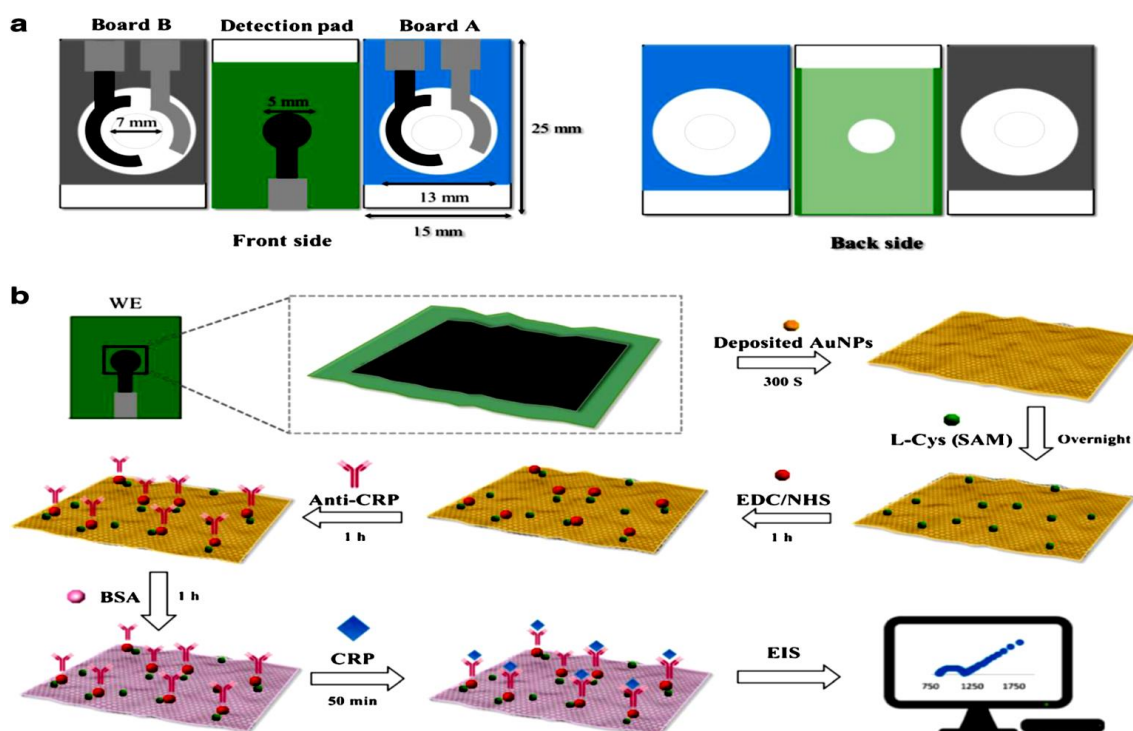 a
Board B Detection pad Board A
5 mm
7 mm
25 mm
13 mm
15 mm
Front side
Back side
b
WE
Deposited AuNPs
300 S
L-Cys (SAM)
Overnight
Anti-CRP
1 h
EDC/NHS
1 h
BSA
1 h
CRP
50 min
EIS
750 1250 1750